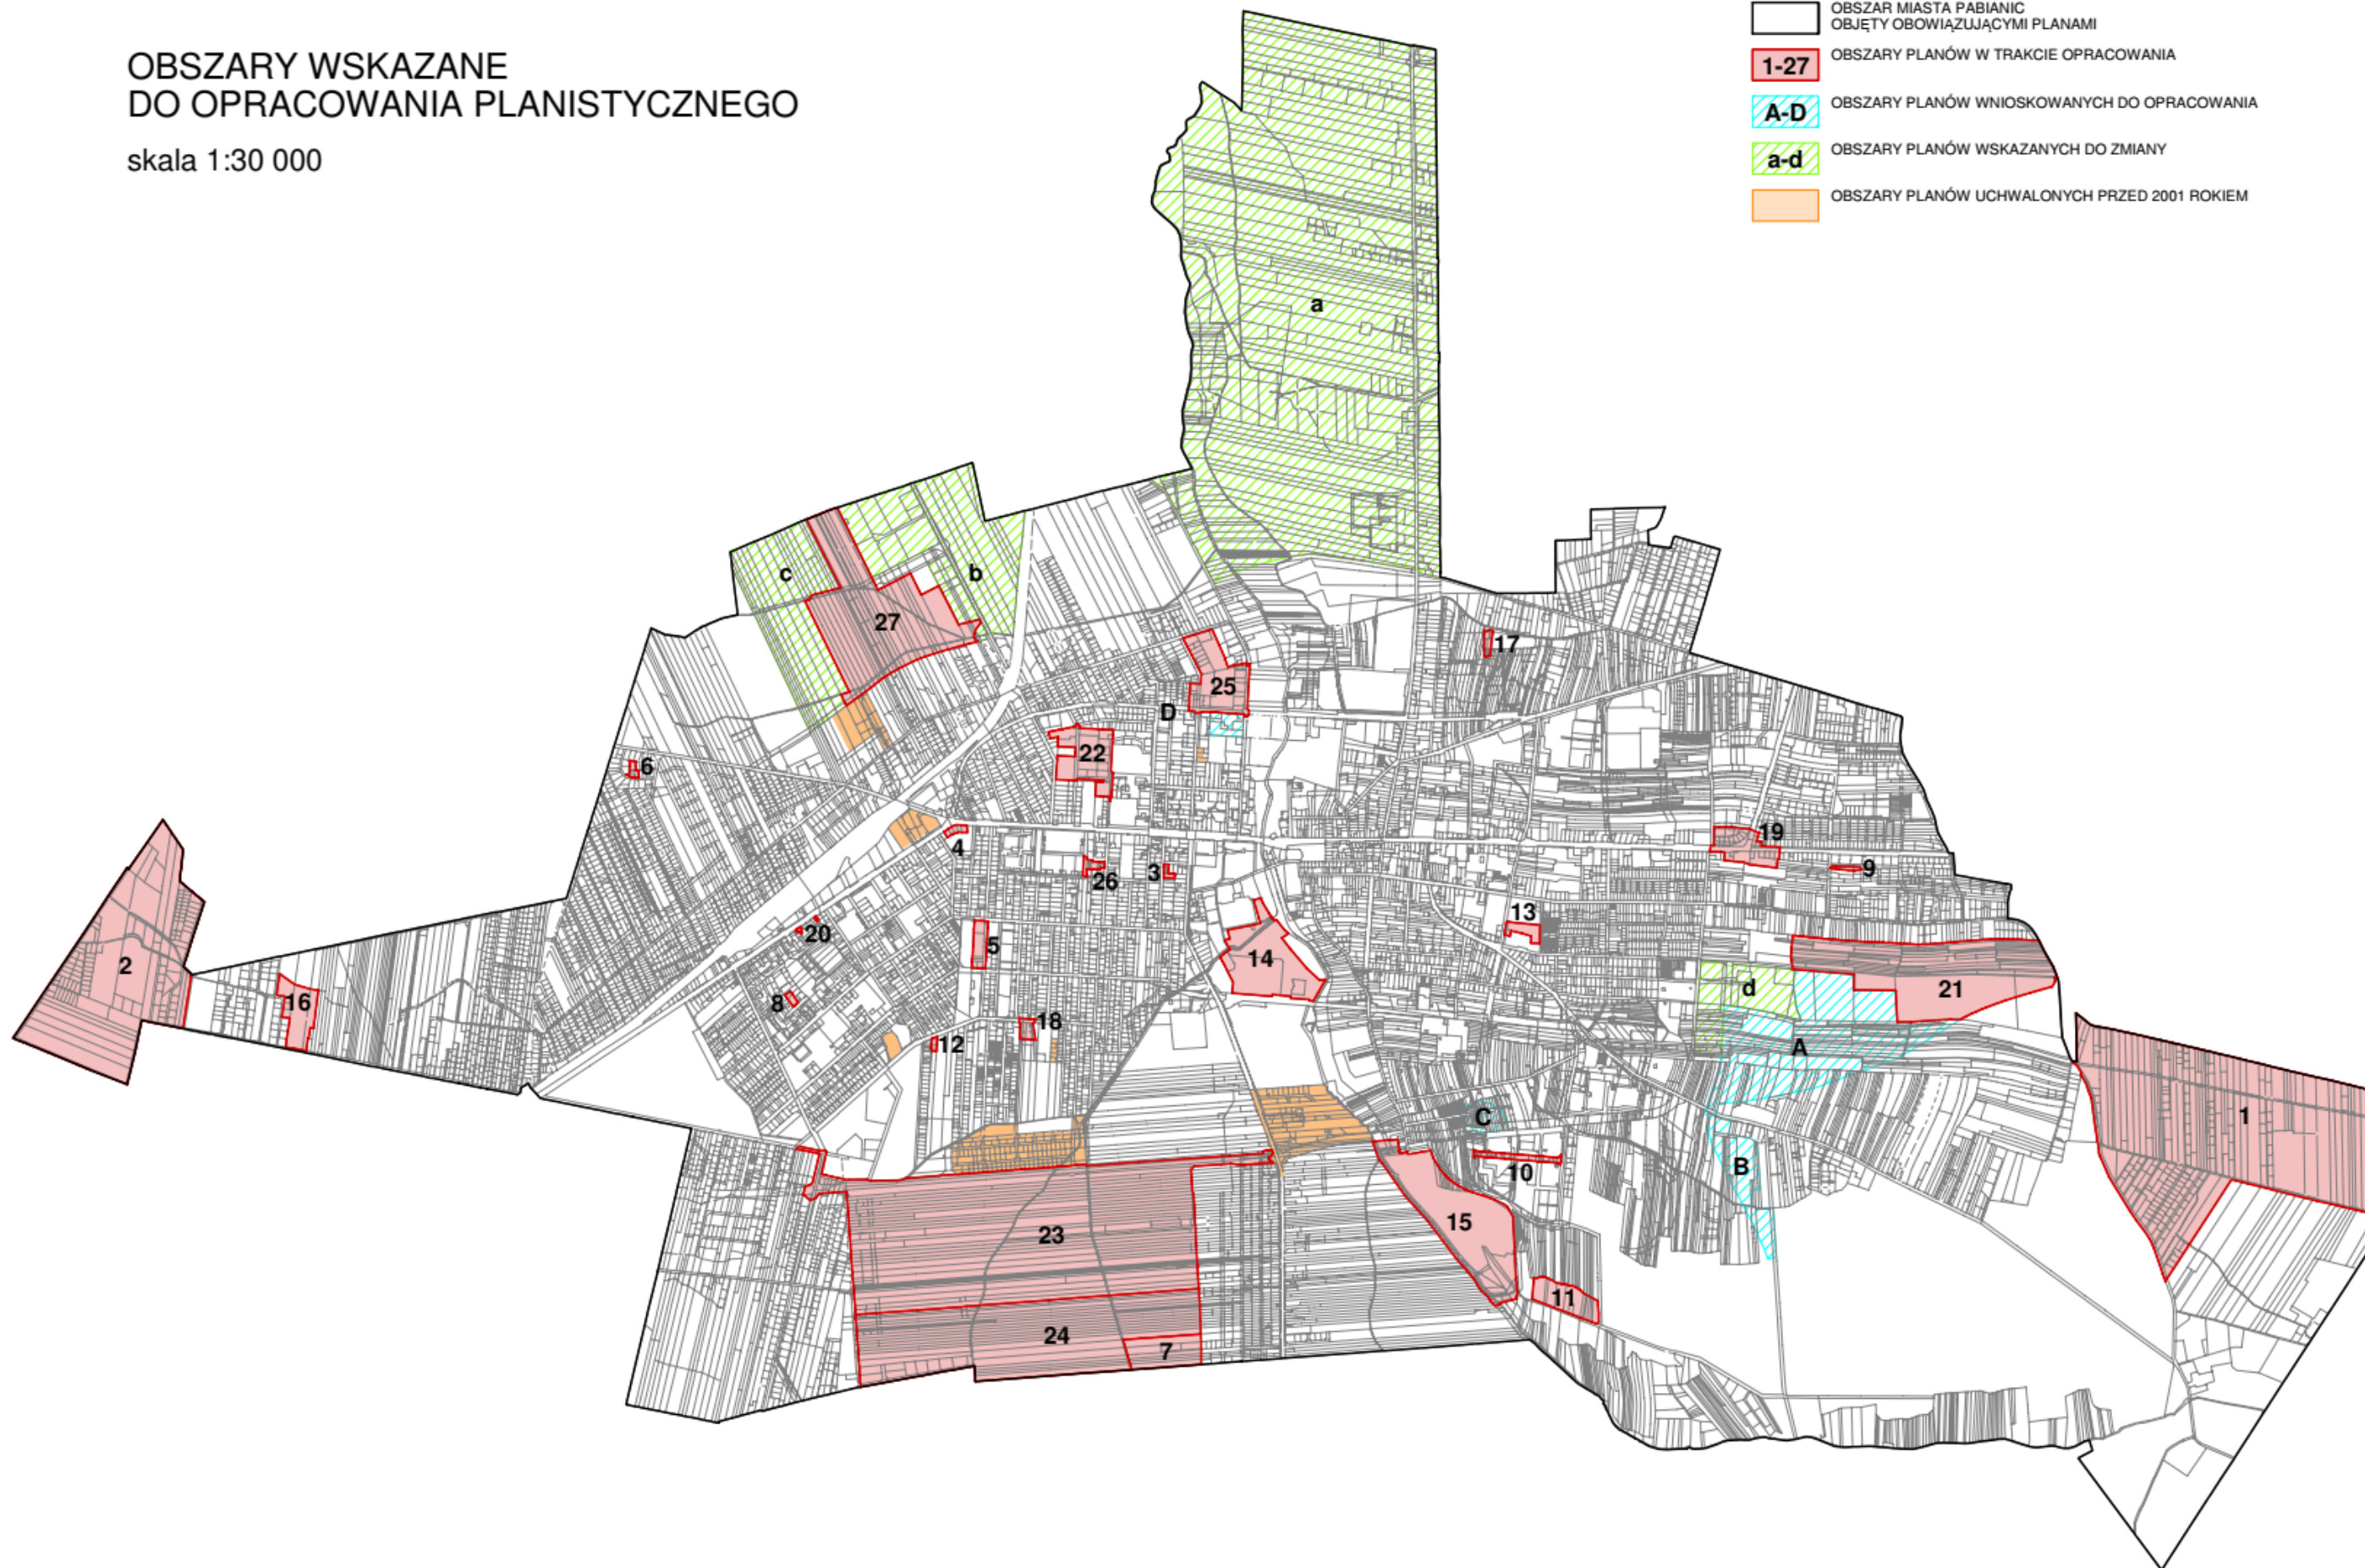 OBSZARY WSKAZANE
DO OPRACOWANIA PLANISTYCZNEGO
skala 1:30 000
OBSZAR MIASTA PABIANIC
OBJĘTY OBOWIĄZUJĄCYMI PLANAMI
1-27 OBSZARY PLANÓW W TRAKCIE OPRACOWANIA
A-D OBSZARY PLANÓW WNIOSKOWANYCH DO OPRACOWANIA
a-d OBSZARY PLANÓW WSKAZANYCH DO ZMIANY
OBSZARY PLANÓW UCHWALONYCH PRZED 2001 ROKIEM
a
c
b
27
17
25
D
22
6
19
4
26
3
9
13
20
5
14
2
d
21
16
8
18
12
A
C
1
B
10
15
23
11
24
7